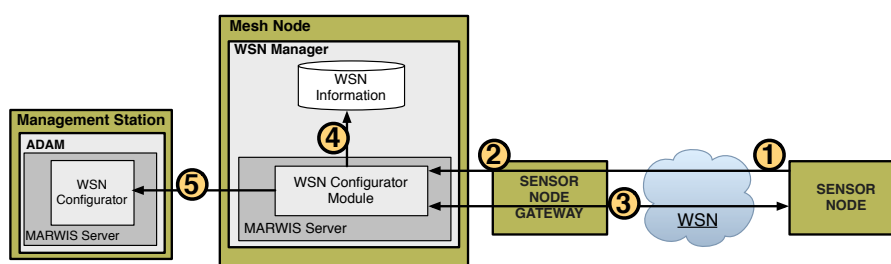 Mesh Node
WSN Manager
WSN
Information
Management Station
ADAM
WSN
Configurator
MARWIS Server
5
4
WSN Configurator
Module
MARWIS Server
2
1
SENSOR
NODE
GATEWAY
3
WSN
SENSOR
NODE